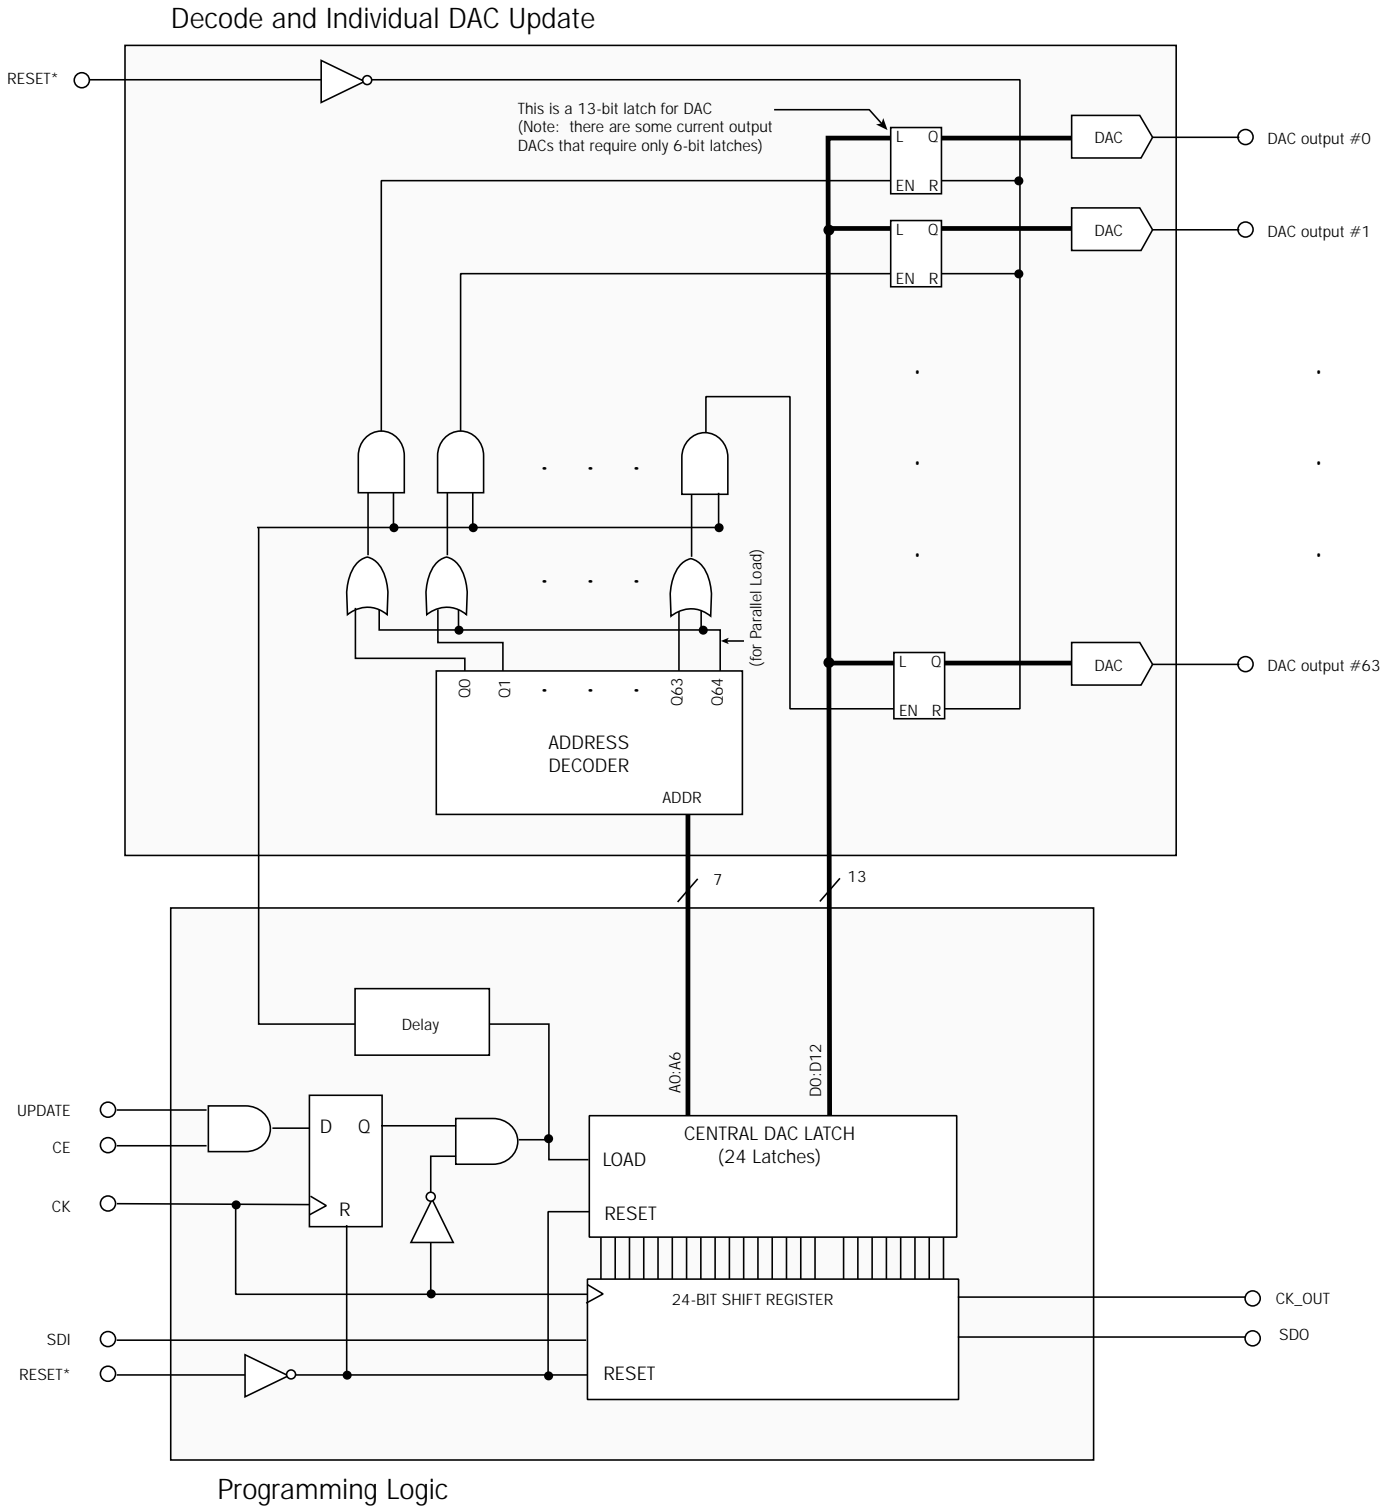 Decode and Individual DAC Update
RESET*
This is a 13-bit latch for DAC
(Note: there are some current output
DACs that require only 6-bit latches)
L Q
EN R
DAC
DAC output #0
L Q
EN R
DAC
DAC output #1
(for Parallel Load)
L Q
EN R
DAC
DAC output #63
Q0
Q1
Q63
Q64
ADDRESS
DECODER
ADDR
7
13
Delay
A0:A6
D0:D12
UPDATE
CE
CK
D Q
R
CENTRAL DAC LATCH
(24 Latches)
LOAD
RESET
24-BIT SHIFT REGISTER
RESET
SDI
RESET*
CK_OUT
SDO
Programming Logic